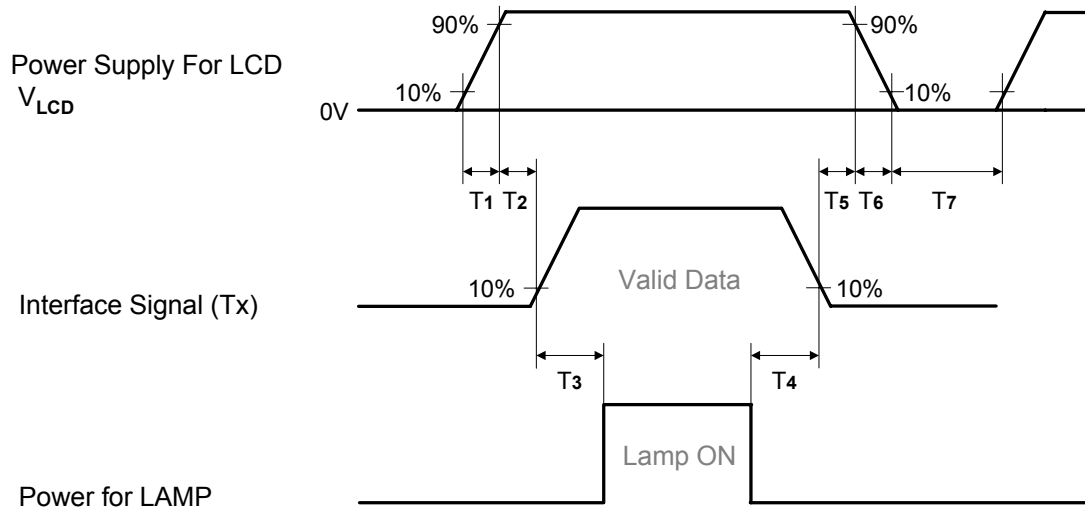 90%
90%
Power Supply For LCD
VLCD
10%
10%
0V
T1 T2
T5 T6 T7
Valid Data
10%
10%
Interface Signal (Tx)
T3
T4
Lamp ON
Power for LAMP